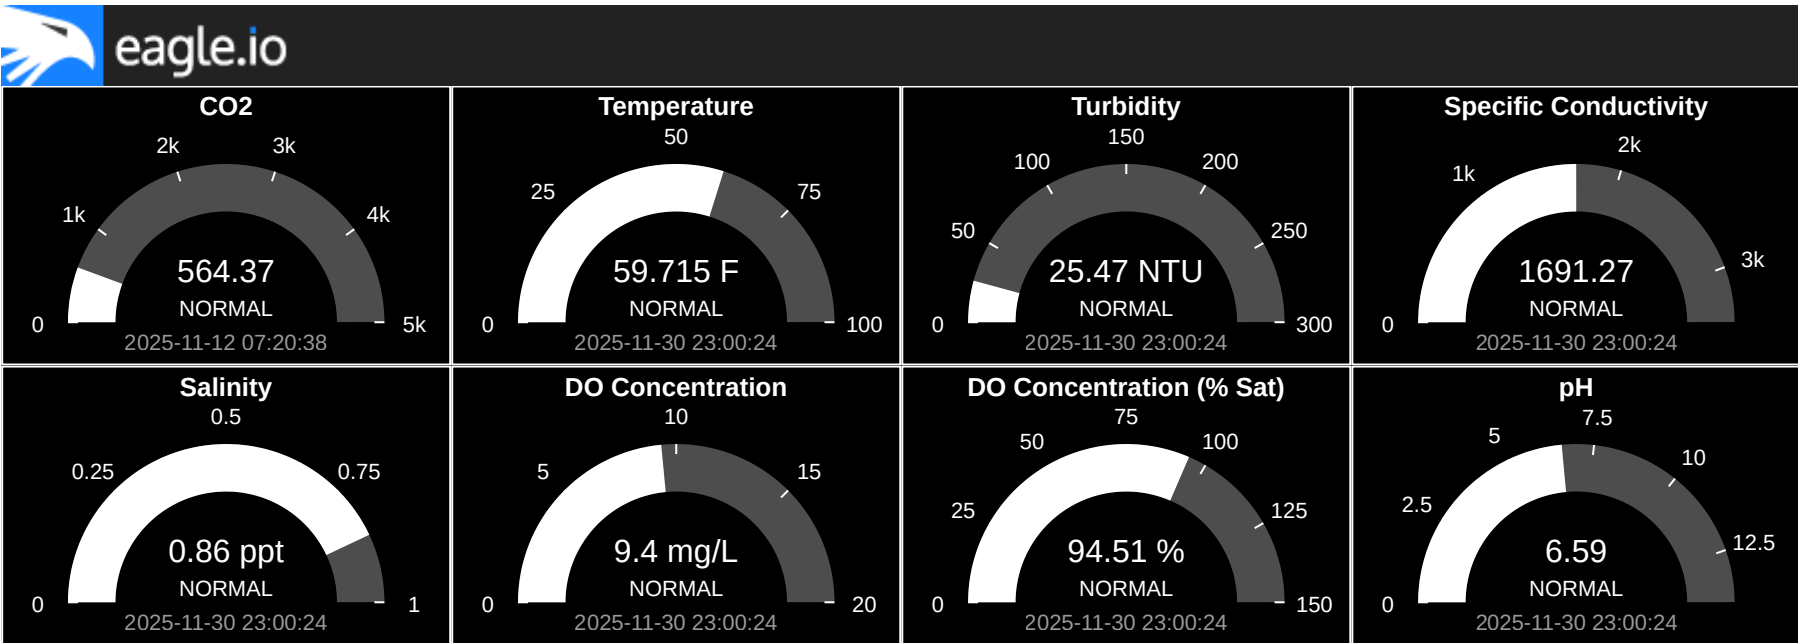 eagle.io
CO2
0
1k
2k
3k
4k
5k
564.37
NORMAL
2025-11-12 07:20:38
Temperature
0
25
50
75
100
59.715 F
NORMAL
2025-11-30 23:00:24
Turbidity
0
50
100
150
200
250
300
25.47 NTU
NORMAL
2025-11-30 23:00:24
Specific Conductivity
0
1k
2k
3k
1691.27
NORMAL
2025-11-30 23:00:24
Salinity
0
0.25
0.5
0.75
1
0.86 ppt
NORMAL
2025-11-30 23:00:24
DO Concentration
0
5
10
15
20
9.4 mg/L
NORMAL
2025-11-30 23:00:24
DO Concentration (% Sat)
0
25
50
75
100
125
150
94.51 %
NORMAL
2025-11-30 23:00:24
pH
0
2.5
5
7.5
10
12.5
6.59
NORMAL
2025-11-30 23:00:24